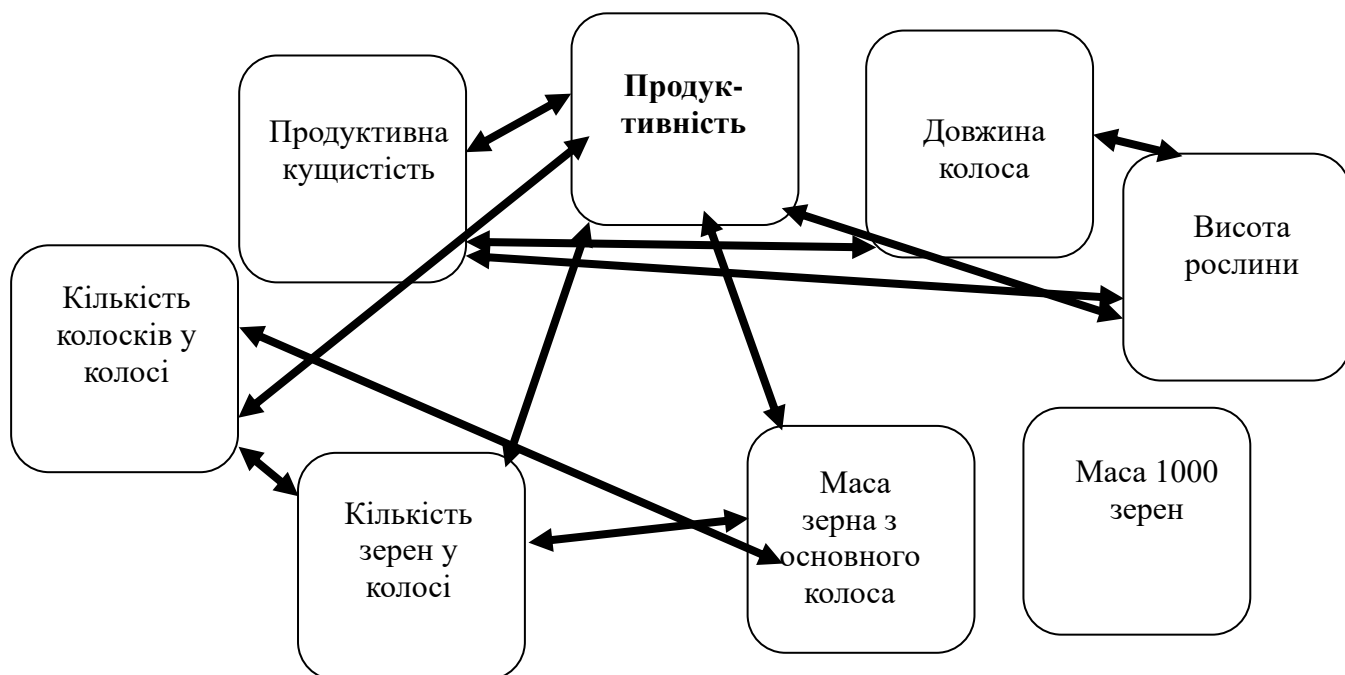 Продук-
тивність
Продуктивна
кущистість
Довжина
колоса
Висота
рослини
Кількість
колосків у
колосі
Кількість
зерен у
колосі
Маса
зерна з
основного
колоса
Маса 1000
зерен